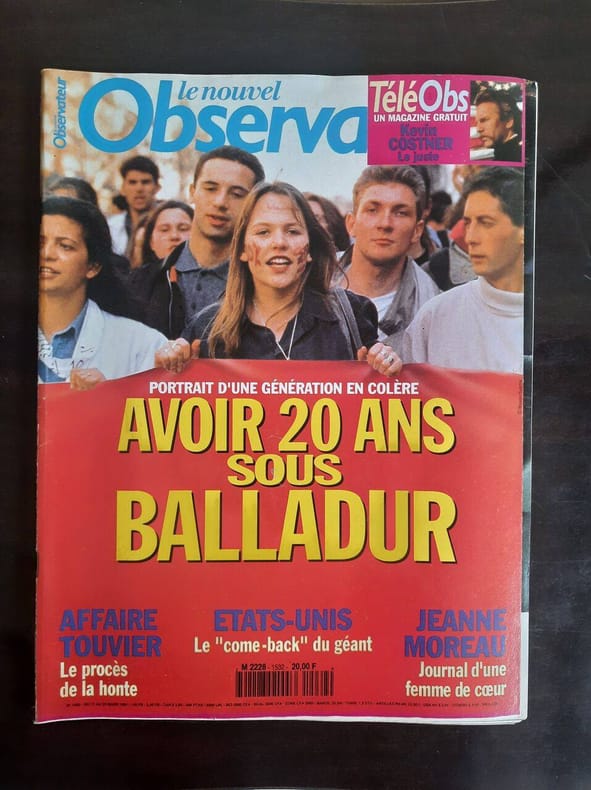 Observateur
le nouvel
Observa
TéléObs
UN MAGAZINE GRATUIT
Kevin
COSTNER
Le juste
PORTRAIT D'UNE GÉNÉRATION EN COLÈRE
AVOIR 20 ANS
SOUS
BALLADUR
AFFAIRE
TOUVIER
Le procès
de la honte
ETATS-UNIS
Le "come-back" du géant
JEANNE
MOREAU
Journal d'une
femme de cœur
M 2228 - 1532 - 20,00 F